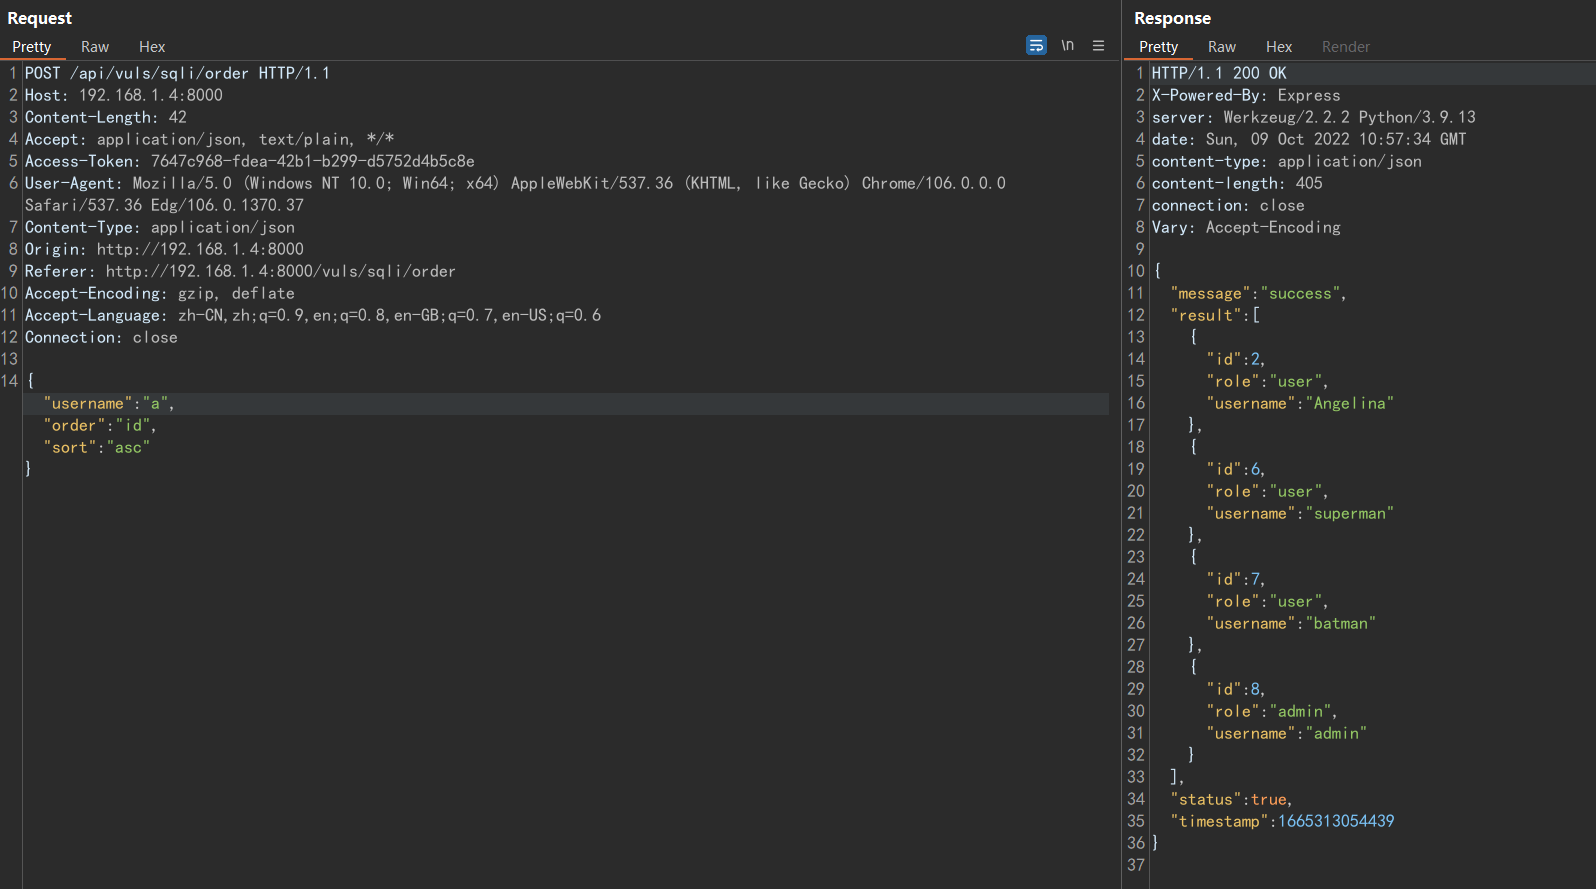 Request
Pretty Raw Hex
\n
1 POST /api/vuls/sqli/order HTTP/1.1
2 Host: 192.168.1.4:8000
3 Content-Length: 42
4 Accept: application/json, text/plain, */*
5 Access-Token: 7647c968-fdea-42b1-b299-d5752d4b5c8e
6 User-Agent: Mozilla/5.0 (Windows NT 10.0; Win64; x64) AppleWebKit/537.36 (KHTML, like Gecko) Chrome/106.0.0.0
Safari/537.36 Edg/106.0.1370.37
7 Content-Type: application/json
8 Origin: http://192.168.1.4:8000
9 Referer: http://192.168.1.4:8000/vuls/sqli/order
10 Accept-Encoding: gzip, deflate
11 Accept-Language: zh-CN,zh;q=0.9,en;q=0.8,en-GB;q=0.7,en-US;q=0.6
12 Connection: close
13
14 {
"username":"a",
"order":"id",
"sort":"asc"
}
Response
Pretty Raw Hex Render
1 HTTP/1.1 200 OK
2 X-Powered-By: Express
3 server: Werkzeug/2.2.2 Python/3.9.13
4 date: Sun, 09 Oct 2022 10:57:34 GMT
5 content-type: application/json
6 content-length: 405
7 connection: close
8 Vary: Accept-Encoding
9
10 {
11 "message":"success",
12 "result":[
13 {
14 "id":2,
15 "role":"user",
16 "username":"Angelina"
17 },
18 {
19 "id":6,
20 "role":"user",
21 "username":"superman"
22 },
23 {
24 "id":7,
25 "role":"user",
26 "username":"batman"
27 },
28 {
29 "id":8,
30 "role":"admin",
31 "username":"admin"
32 }
33 ],
34 "status":true,
35 "timestamp":1665313054439
36 }
37